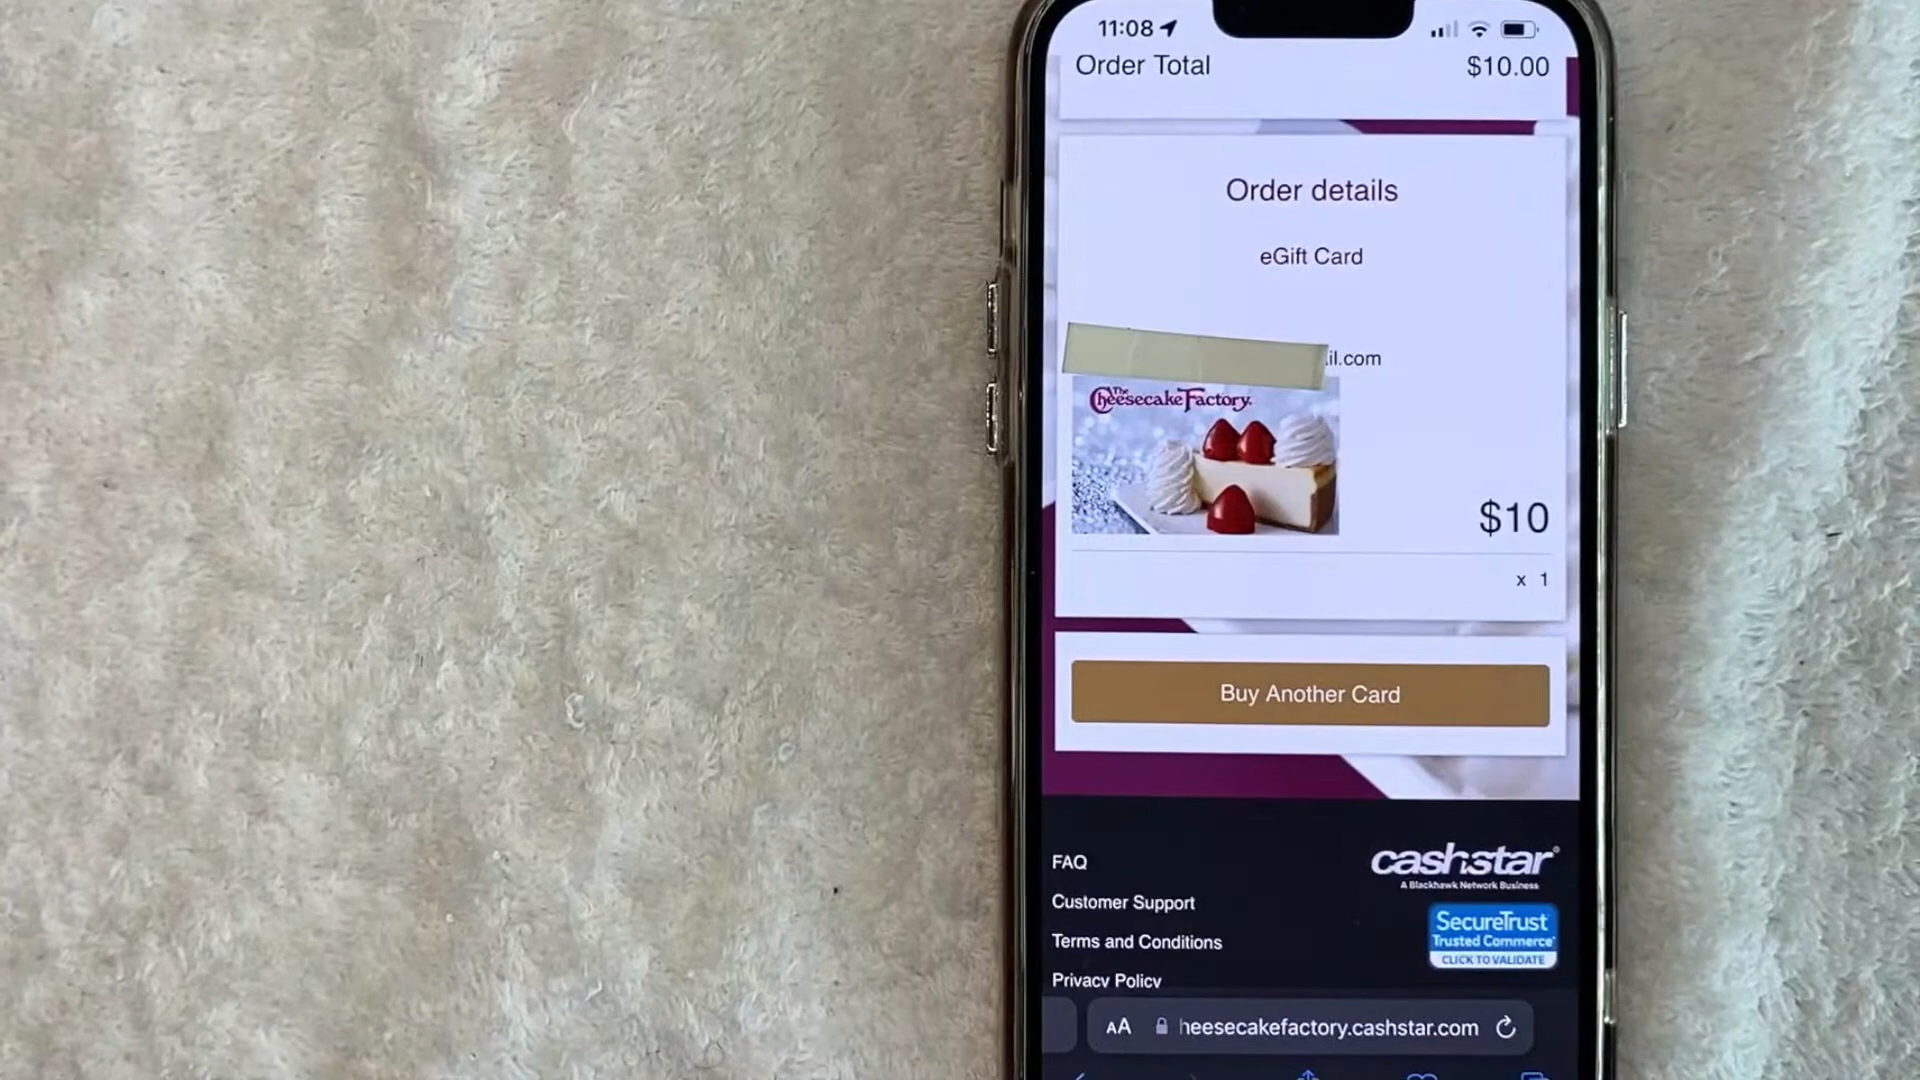 11:08
Order Total $10.00
Order details
eGift Card
il.com
The Cheesecake Factory
$10
x 1
Buy Another Card
FAQ
cashstar
A Blackhawk Network Business
Customer Support
SecureTrust
Trusted Commerce
CLICK TO VALIDATE
Terms and Conditions
Privacy Policy
AA heesecakefactory.cashstar.com